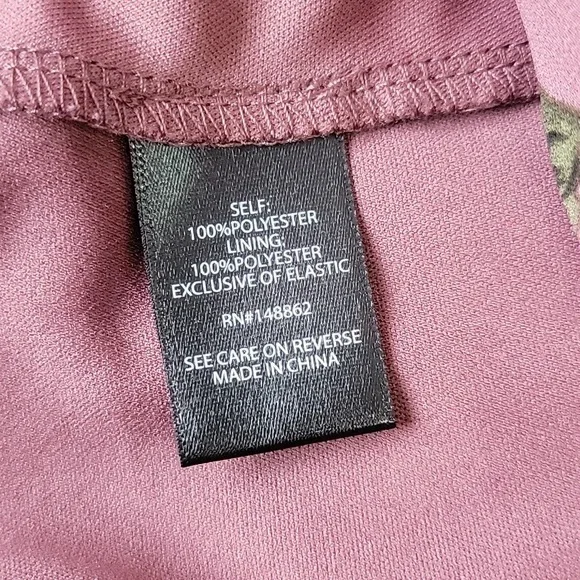 SELF:
100%POLYESTER
LINING:
100%POLYESTER
EXCLUSIVE OF ELASTIC
RN#148862
SEE CARE ON REVERSE
MADE IN CHINA